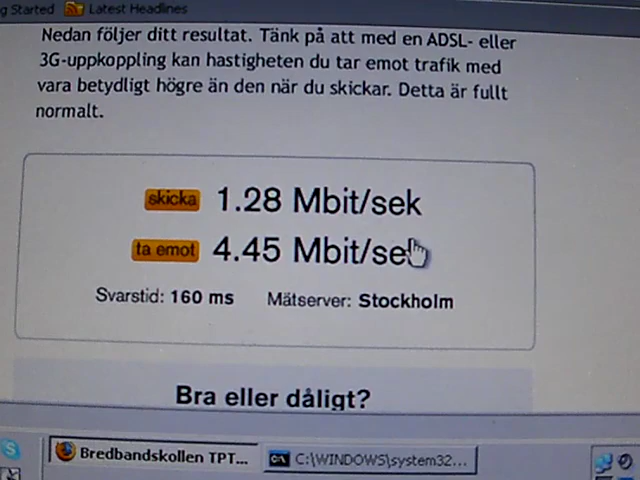 g Started Latest Headlines
Nedan följer ditt resultat. Tänk på att med en ADSL- eller
3G-uppkoppling kan hastigheten du tar emot trafik med
vara betydligt högre än den när du skickar. Detta är fullt
normalt.
skicka 1.28 Mbit/sek
ta emot 4.45 Mbit/se
Svarstid: 160 ms Mätserver: Stockholm
Bra eller dåligt?
Bredbandskollen TPT... C:\WINDOWS\system32...